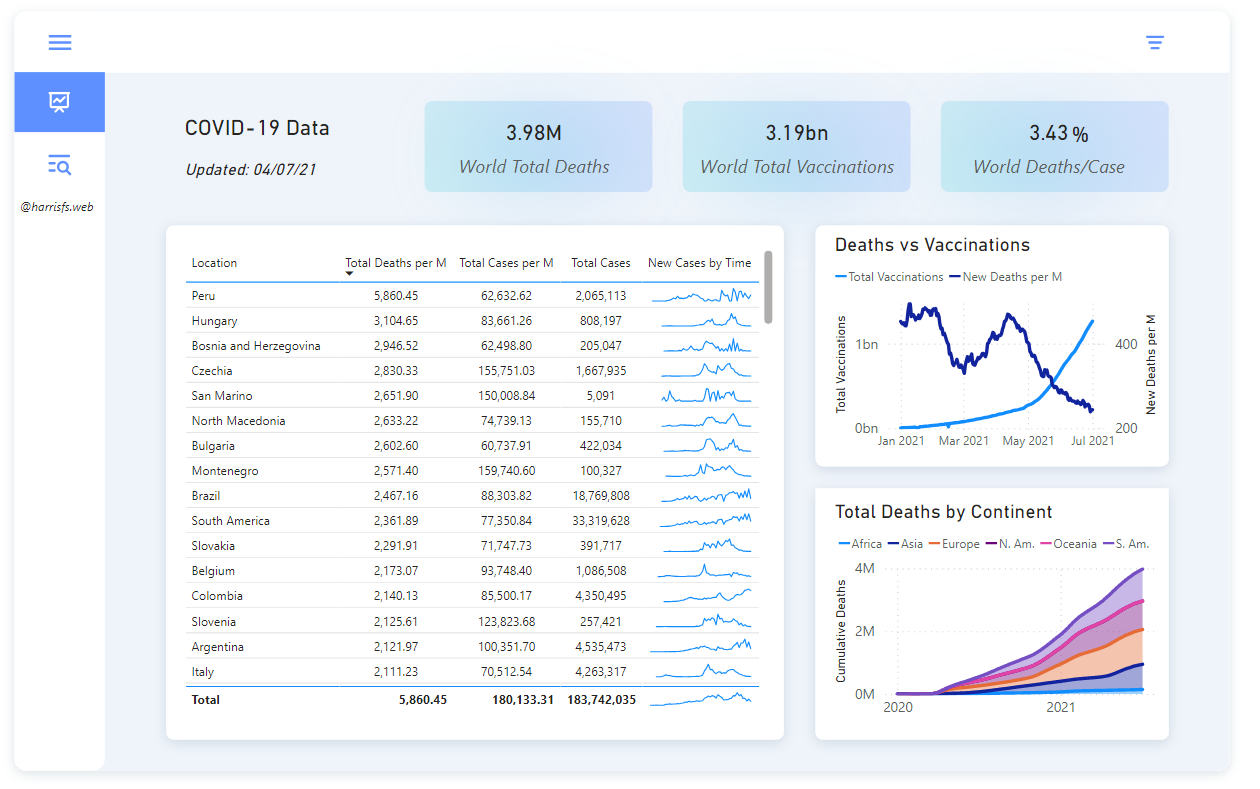 COVID-19 Data
Updated: 04/07/21
3.98M
World Total Deaths
3.19bn
World Total Vaccinations
3.43 %
World Deaths/Case
@harrisfs.web
Location Total Deaths per M Total Cases per M Total Cases New Cases by Time
Peru 5,860.45 62,632.62 2,065,113
Hungary 3,104.65 83,661.26 808,197
Bosnia and Herzegovina 2,946.52 62,498.80 205,047
Czechia 2,830.33 155,751.03 1,667,935
San Marino 2,651.90 150,008.84 5,091
North Macedonia 2,633.22 74,739.13 155,710
Bulgaria 2,602.60 60,737.91 422,034
Montenegro 2,571.40 159,740.60 100,327
Brazil 2,467.16 88,303.82 18,769,808
South America 2,361.89 77,350.84 33,319,628
Slovakia 2,291.91 71,747.73 391,717
Belgium 2,173.07 93,748.40 1,086,508
Colombia 2,140.13 85,500.17 4,350,495
Slovenia 2,125.61 123,823.68 257,421
Argentina 2,121.97 100,351.70 4,535,473
Italy 2,111.23 70,512.54 4,263,317
Total 5,860.45 180,133.31 183,742,035
Deaths vs Vaccinations
Total Vaccinations New Deaths per M
Total Vaccinations
1bn
0bn
400
200
New Deaths per M
Jan 2021 Mar 2021 May 2021 Jul 2021
Total Deaths by Continent
Africa Asia Europe N. Am. Oceania S. Am.
Cumulative Deaths
4M
2M
0M
2020 2021